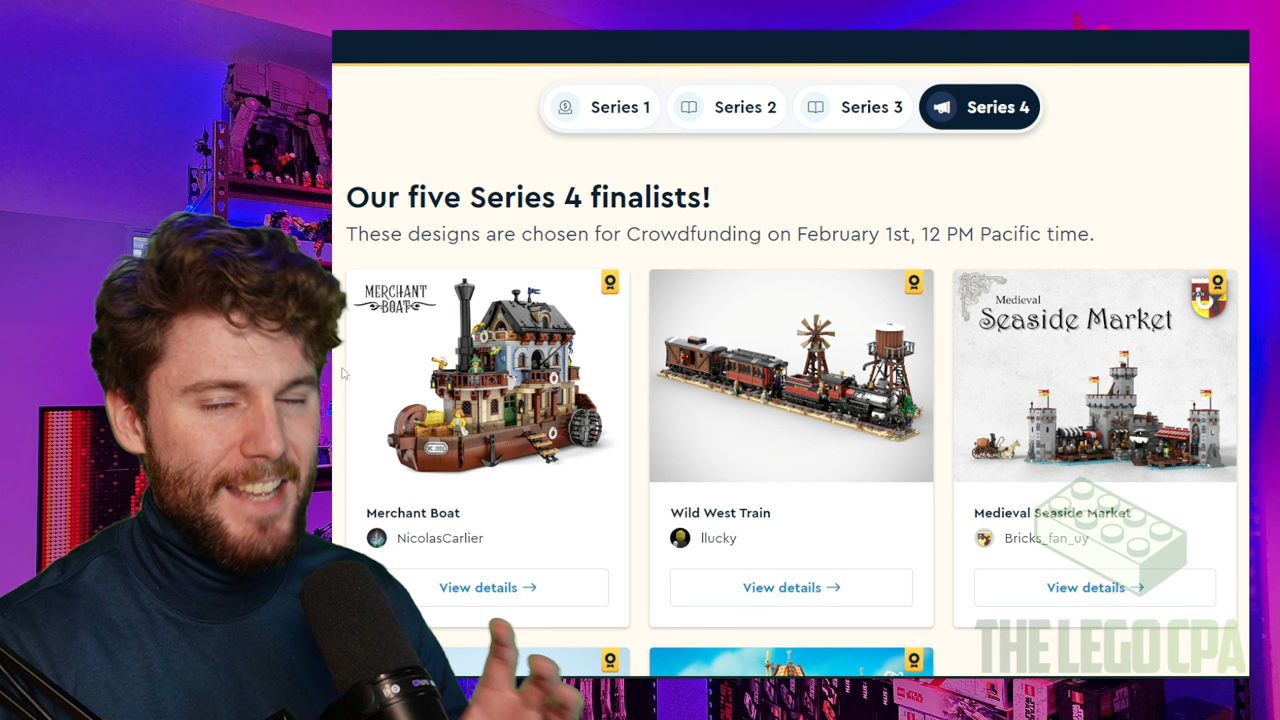 Series 1
Series 2
Series 3
Series 4
Our five Series 4 finalists!
These designs are chosen for Crowdfunding on February 1st, 12 PM Pacific time.
MERCHANT
BOAT
Medieval
Seaside Market
Merchant Boat
NicolasCarlier
View details →
Wild West Train
llucky
View details →
Medieval Seaside Market
Bricks_fan_uy
View details →
THE LEGO CPA